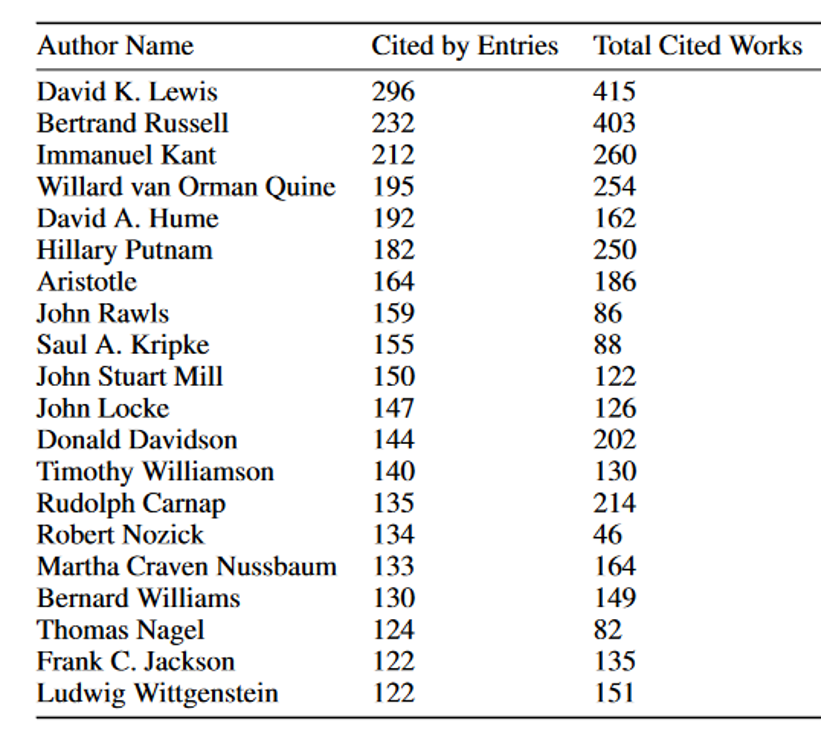 Author Name Cited by Entries Total Cited Works
David K. Lewis 296 415
Bertrand Russell 232 403
Immanuel Kant 212 260
Willard van Orman Quine 195 254
David A. Hume 192 162
Hillary Putnam 182 250
Aristotle 164 186
John Rawls 159 86
Saul A. Kripke 155 88
John Stuart Mill 150 122
John Locke 147 126
Donald Davidson 144 202
Timothy Williamson 140 130
Rudolph Carnap 135 214
Robert Nozick 134 46
Martha Craven Nussbaum 133 164
Bernard Williams 130 149
Thomas Nagel 124 82
Frank C. Jackson 122 135
Ludwig Wittgenstein 122 151